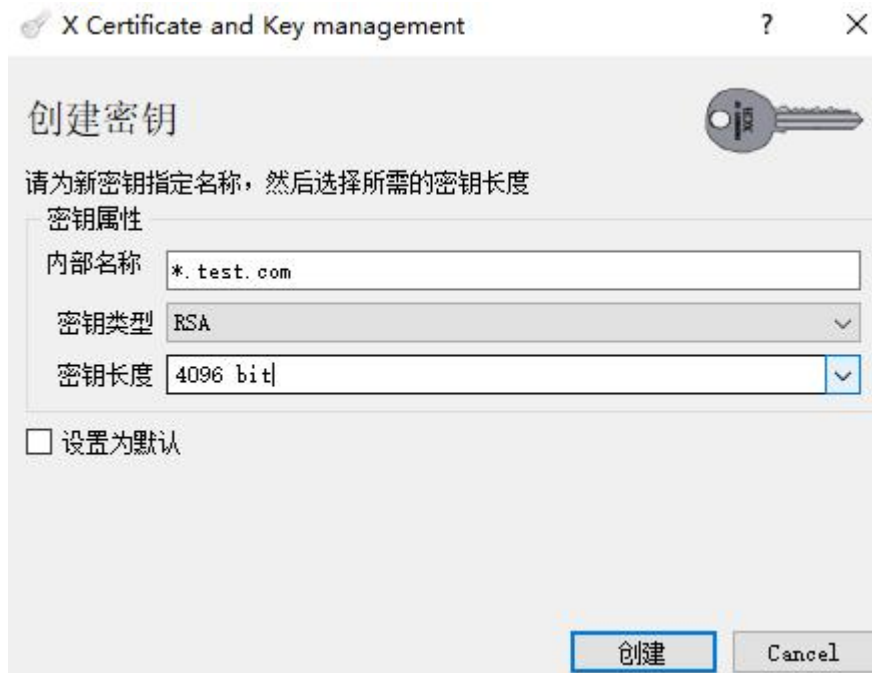 X Certificate and Key management
创建密钥
请为新密钥指定名称，然后选择所需的密钥长度
密钥属性
内部名称 *.test.com
密钥类型 RSA
密钥长度 4096 bit
设置为默认
创建 Cancel